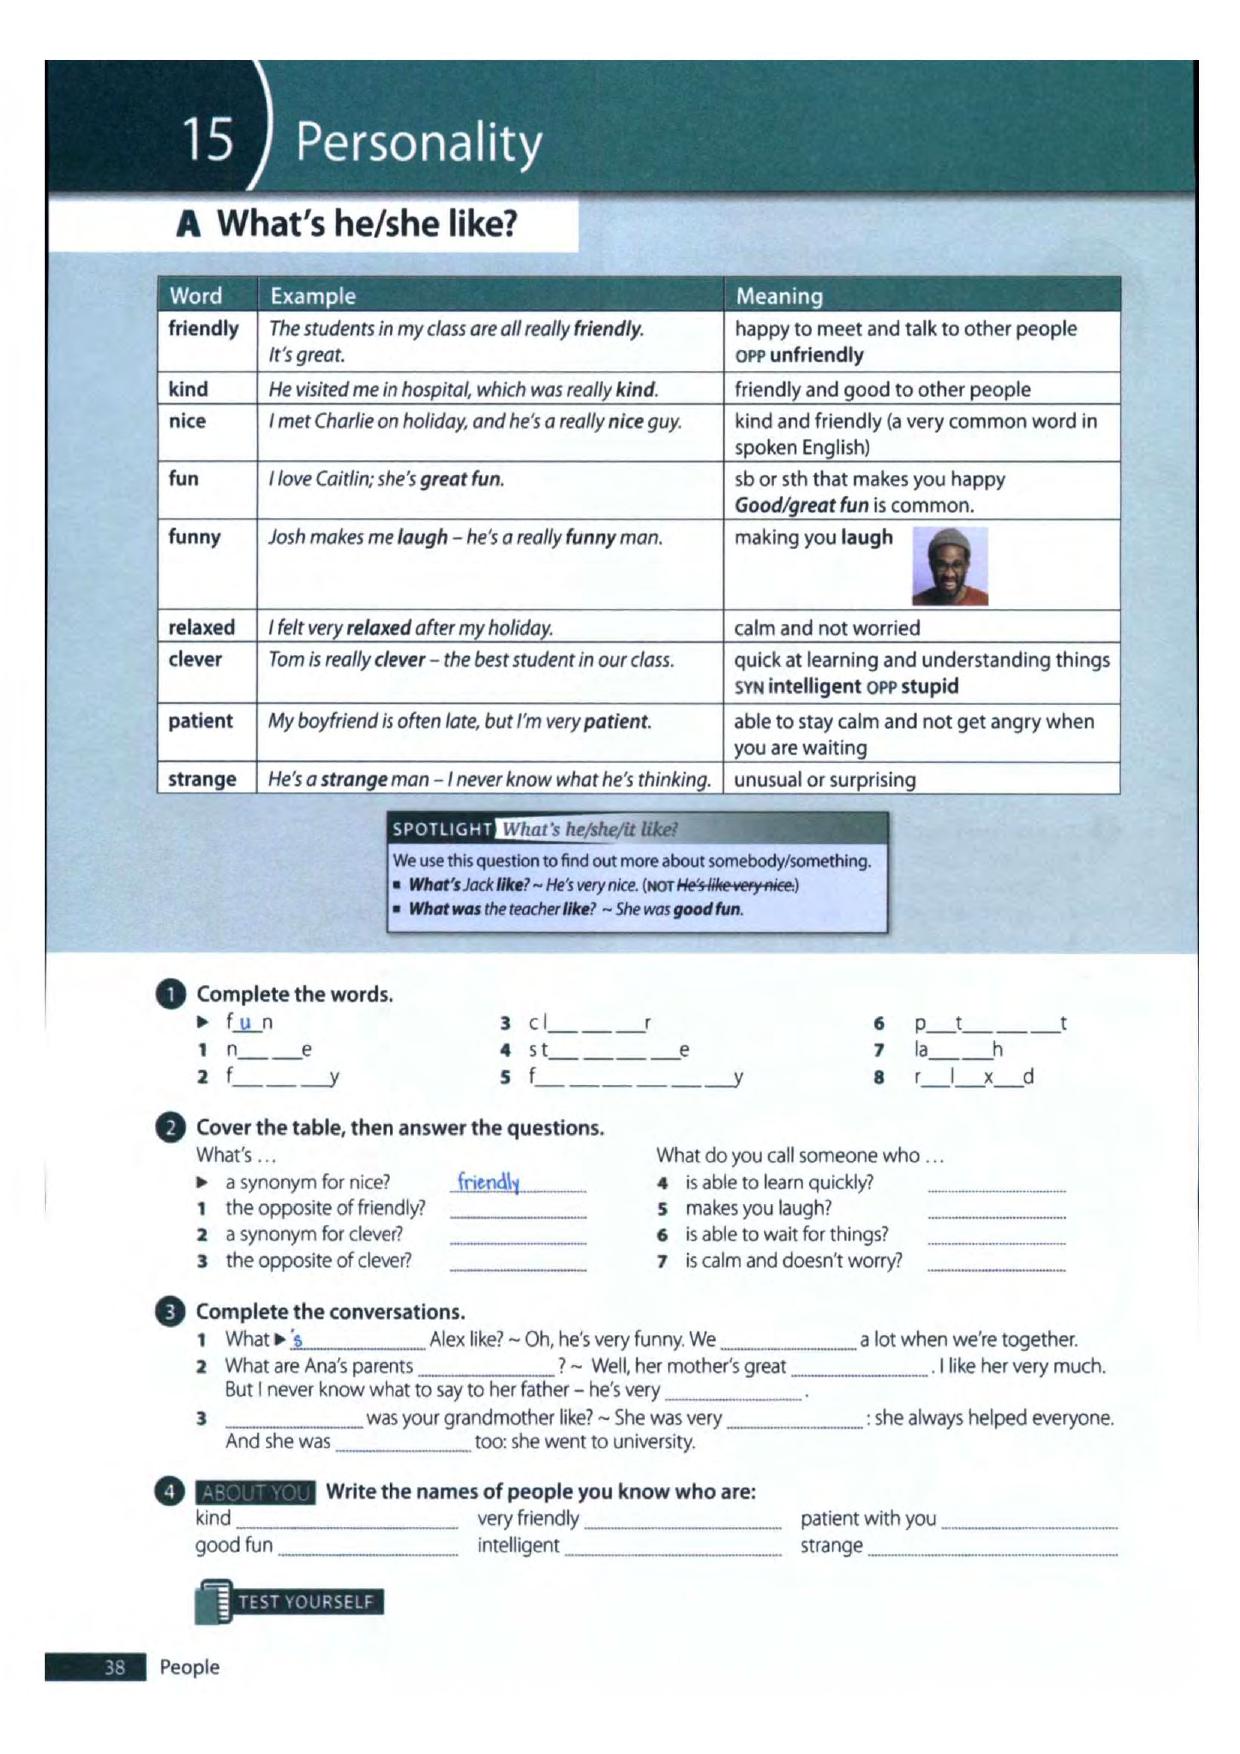 15 Personality
A What's he/she like?
Word Example Meaning
friendly The students in my class are all really friendly. happy to meet and talk to other people
It's great. OPP unfriendly
kind He visited me in hospital, which was really kind. friendly and good to other people
nice I met Charlie on holiday, and he's a really nice guy. kind and friendly (a very common word in
spoken English)
fun I love Caitlin; she's great fun. sb or sth that makes you happy
Good/great fun is common.
funny Josh makes me laugh – he's a really funny man. making you laugh
relaxed I felt very relaxed after my holiday. calm and not worried
clever Tom is really clever – the best student in our class. quick at learning and understanding things
SYN intelligent OPP stupid
patient My boyfriend is often late, but I'm very patient. able to stay calm and not get angry when
you are waiting
strange He's a strange man – I never know what he's thinking. unusual or surprising
SPOTLIGHT What's he/she/it like?
We use this question to find out more about somebody/something.
▪ What's Jack like? ~ He's very nice. (NOT He's like very nice.)
▪ What was the teacher like? ~ She was good fun.
1 Complete the words.
► f_u_n 3 cl__ __ __r 6 p__t__ __ __t
1 n__ __e 4 st__ __ __ __e 7 la__ __h
2 f__ __ __y 5 f__ __ __ __ __ __y 8 r__l__x__d
2 Cover the table, then answer the questions.
What's ... What do you call someone who ...
► a synonym for nice? friendly 4 is able to learn quickly? ______
1 the opposite of friendly? ______ 5 makes you laugh? ______
2 a synonym for clever? ______ 6 is able to wait for things? ______
3 the opposite of clever? ______ 7 is calm and doesn't worry? ______
3 Complete the conversations.
1 What ► 's ______ Alex like? ~ Oh, he's very funny. We ______ a lot when we're together.
2 What are Ana's parents ______ ? ~ Well, her mother's great ______ . I like her very much.
But I never know what to say to her father – he's very ______ .
3 ______ was your grandmother like? ~ She was very ______ : she always helped everyone.
And she was ______ too: she went to university.
4 ABOUT YOU Write the names of people you know who are:
kind ______ very friendly ______ patient with you ______
good fun ______ intelligent ______ strange ______
TEST YOURSELF
38 People